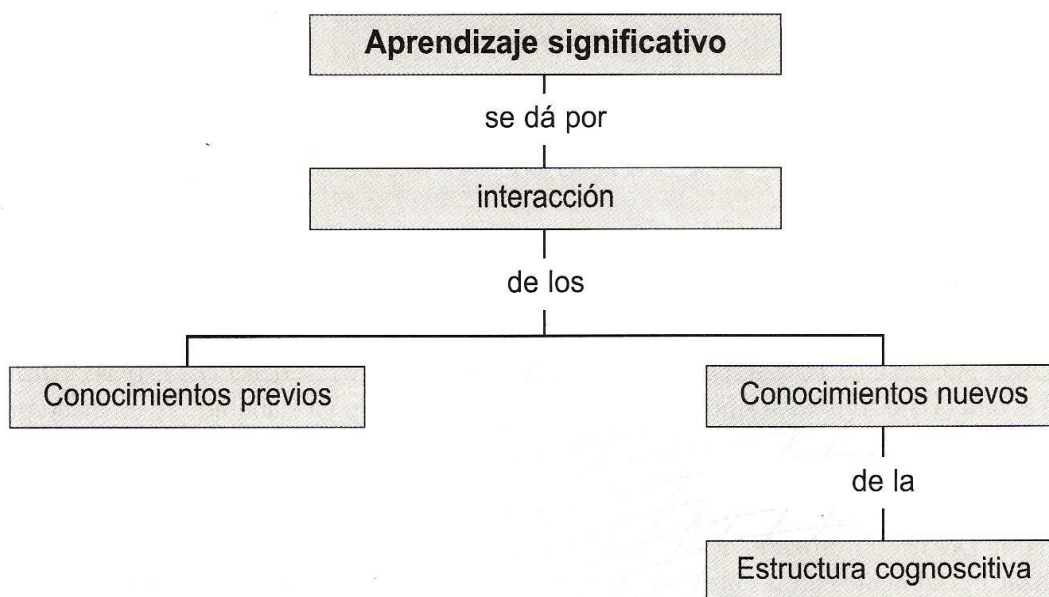 Aprendizaje significativo
se dá por
interacción
de los
Conocimientos previos
Conocimientos nuevos
de la
Estructura cognoscitiva